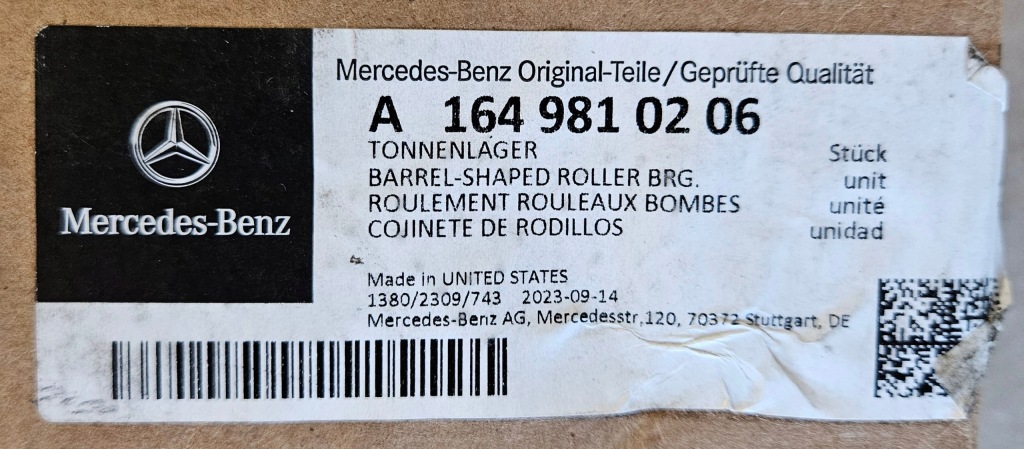 Mercedes-Benz
Mercedes-Benz Original-Teile/Geprüfte Qualität
A 164 981 02 06
TONNENLAGER Stück
BARREL-SHAPED ROLLER BRG. unit
ROULEMENT ROULEAUX BOMBES unité
COJINETE DE RODILLOS unidad
Made in UNITED STATES
1380/2309/743 2023-09-14
Mercedes-Benz AG, Mercedesstr,120, 70372 Stuttgart, DE